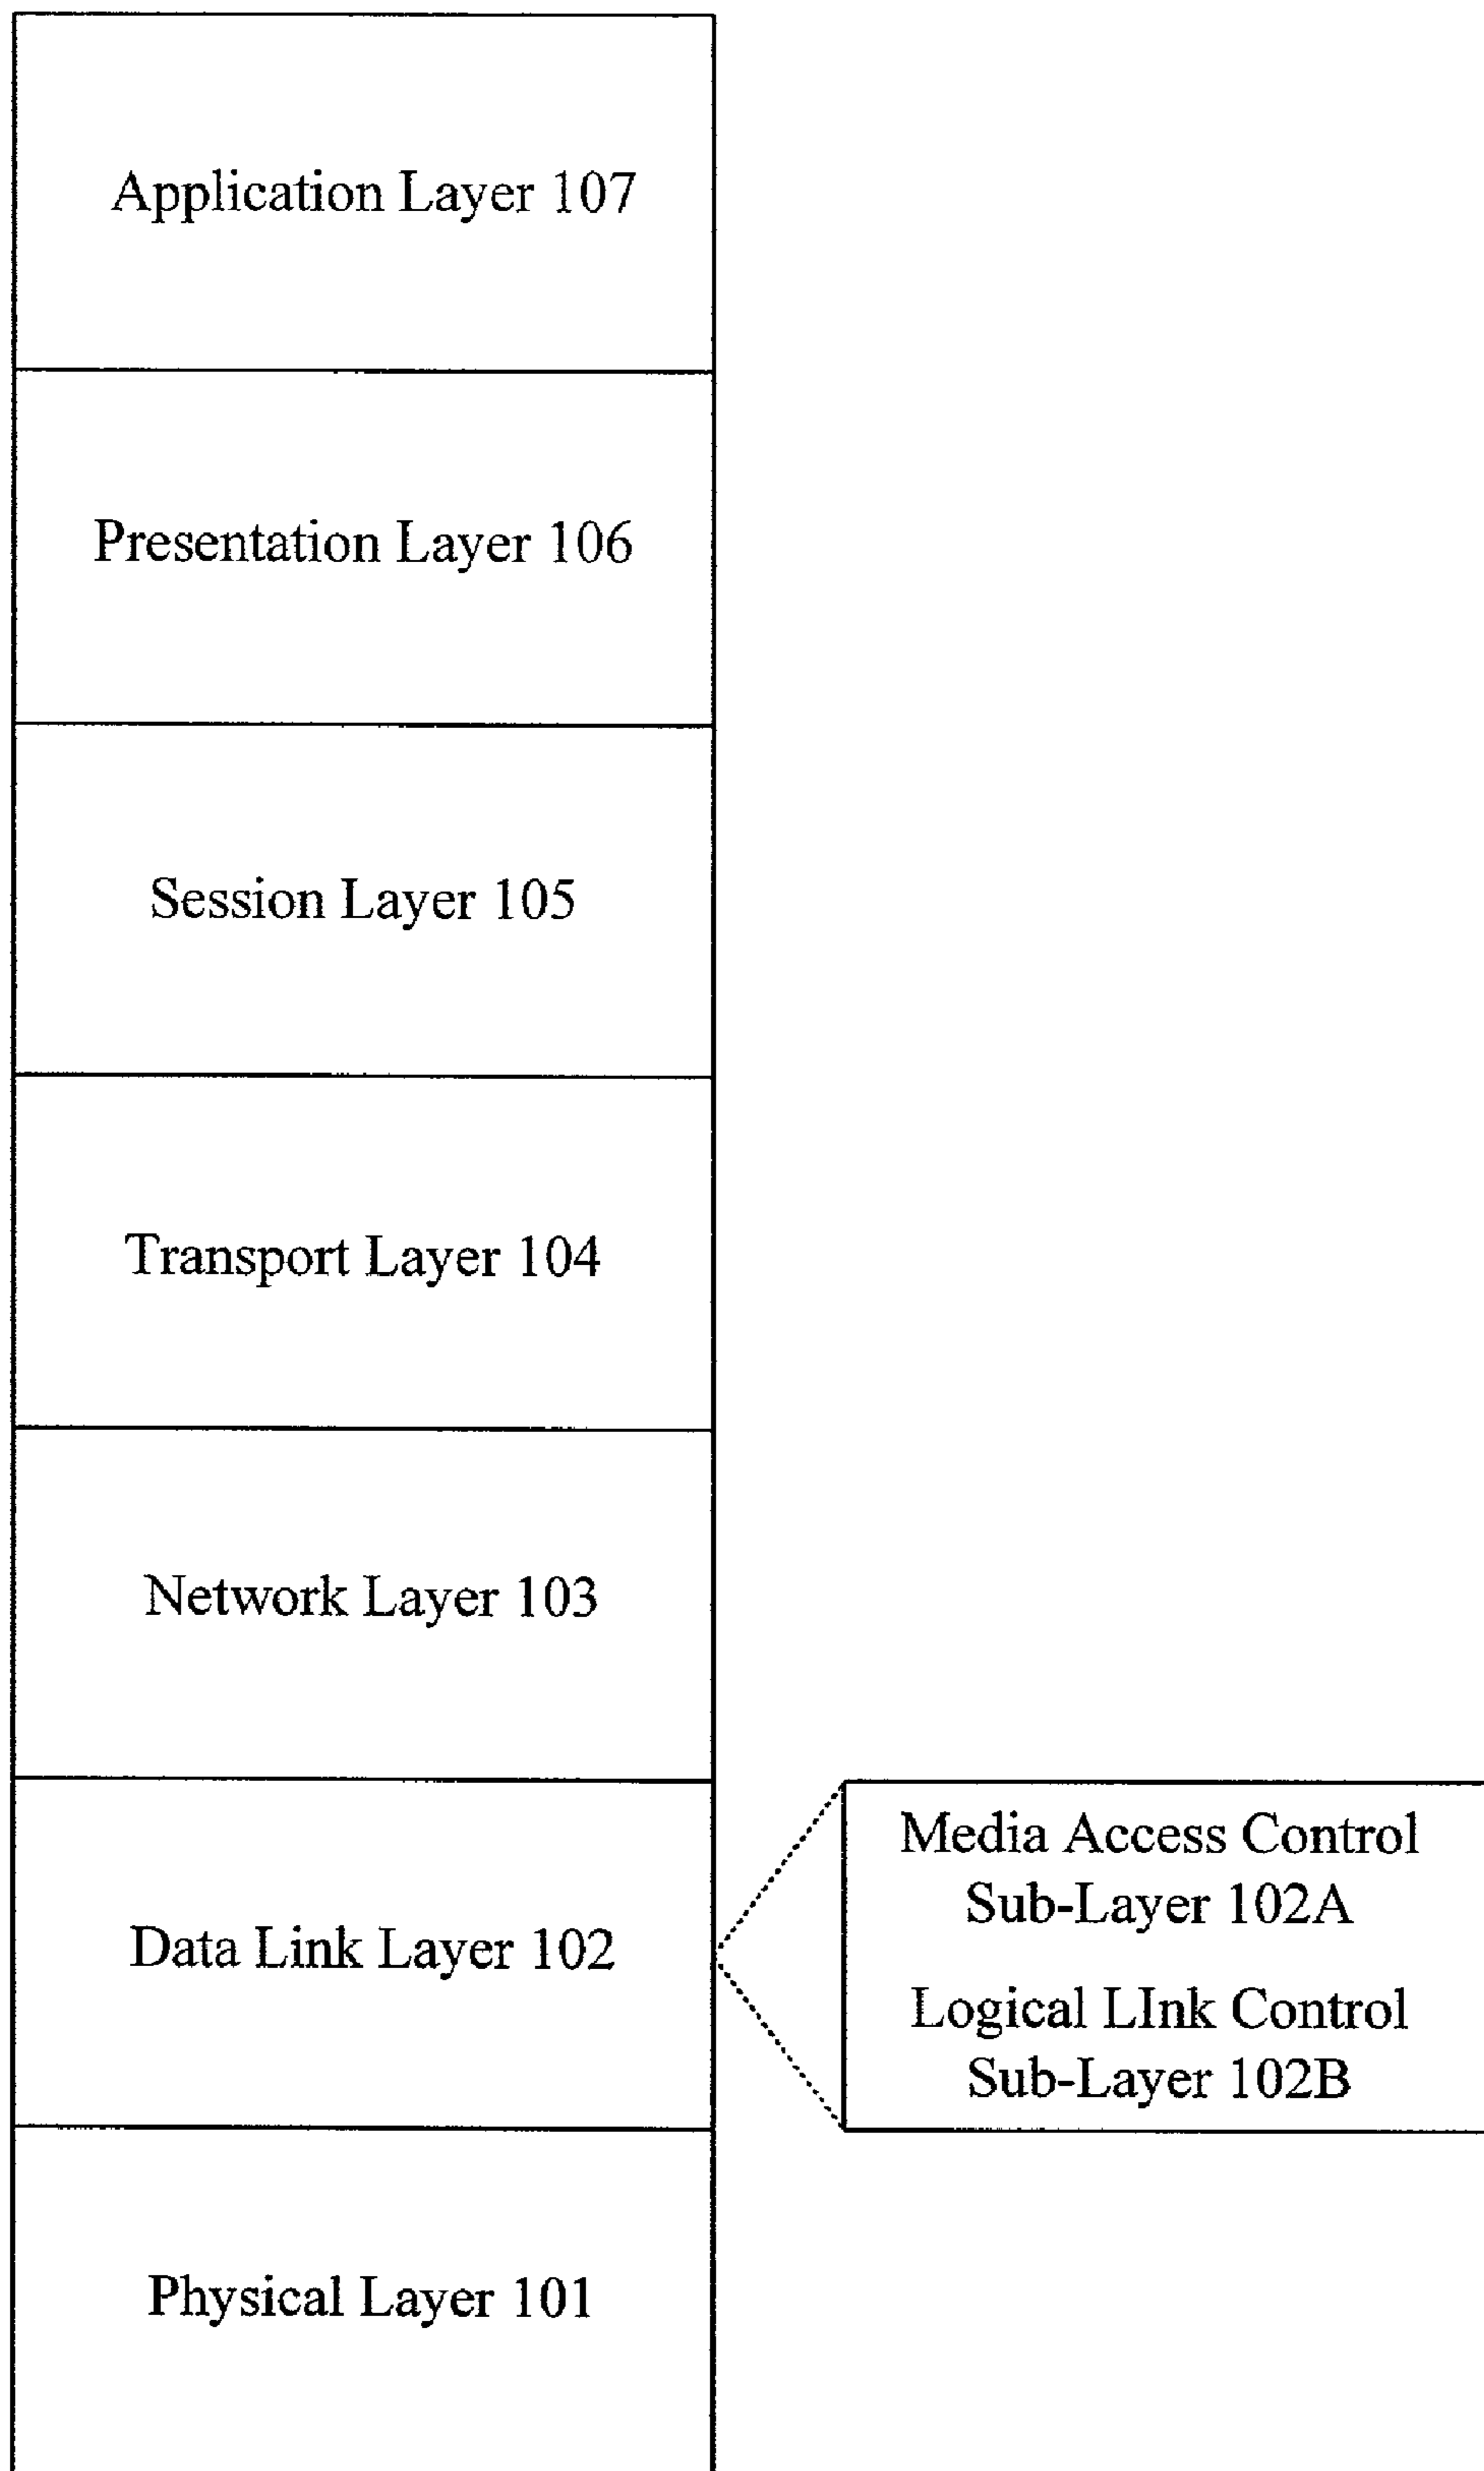 Application Layer 107
Presentation Layer 106
Session Layer 105
Transport Layer 104
Network Layer 103
Data Link Layer 102
Media Access Control
Sub-Layer 102A
Logical LInk Control
Sub-Layer 102B
Physical Layer 101